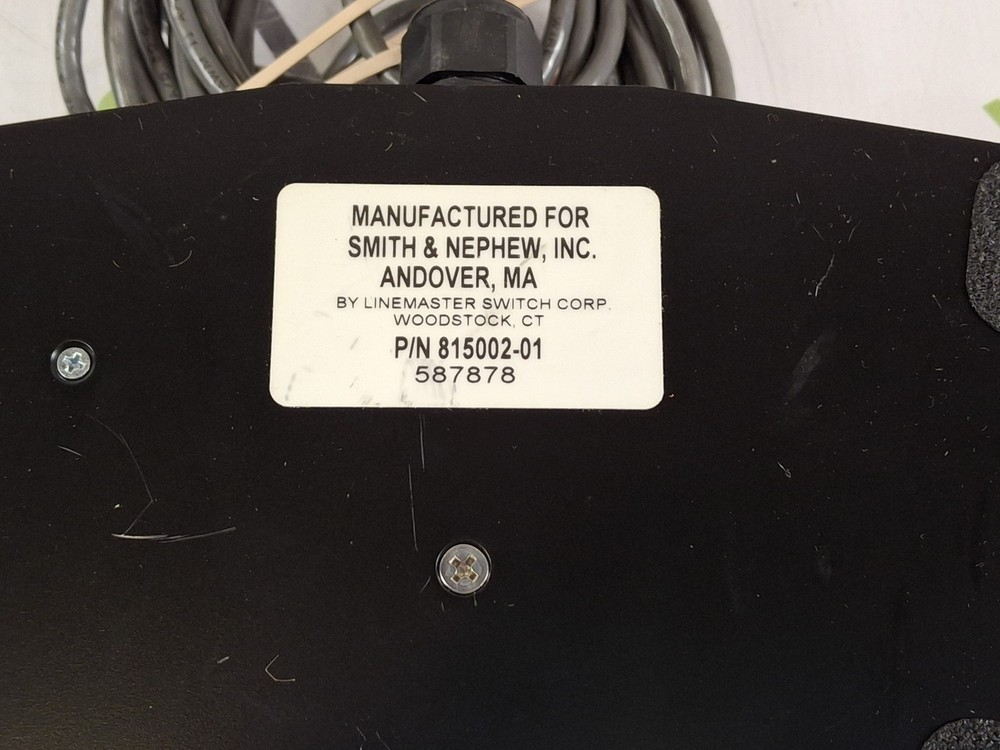 MANUFACTURED FOR
SMITH & NEPHEW, INC.
ANDOVER, MA
BY LINEMASTER SWITCH CORP.
WOODSTOCK, CT
P/N 815002-01
587878